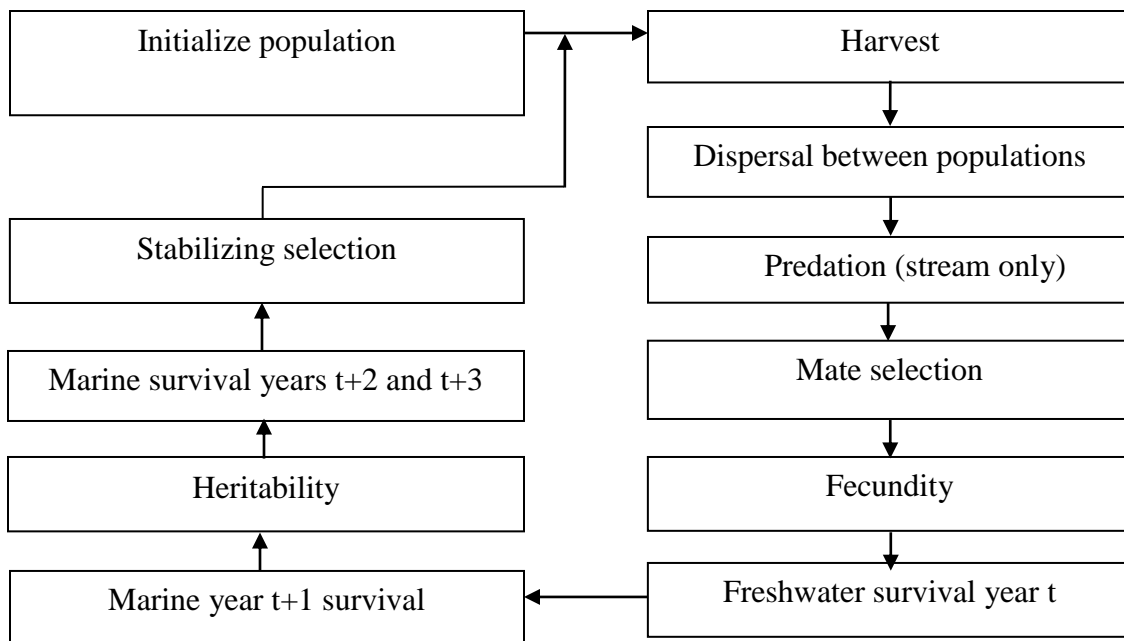 Initialize population
Harvest
Dispersal between populations
Predation (stream only)
Mate selection
Fecundity
Freshwater survival year t
Marine year t+1 survival
Heritability
Marine survival years t+2 and t+3
Stabilizing selection